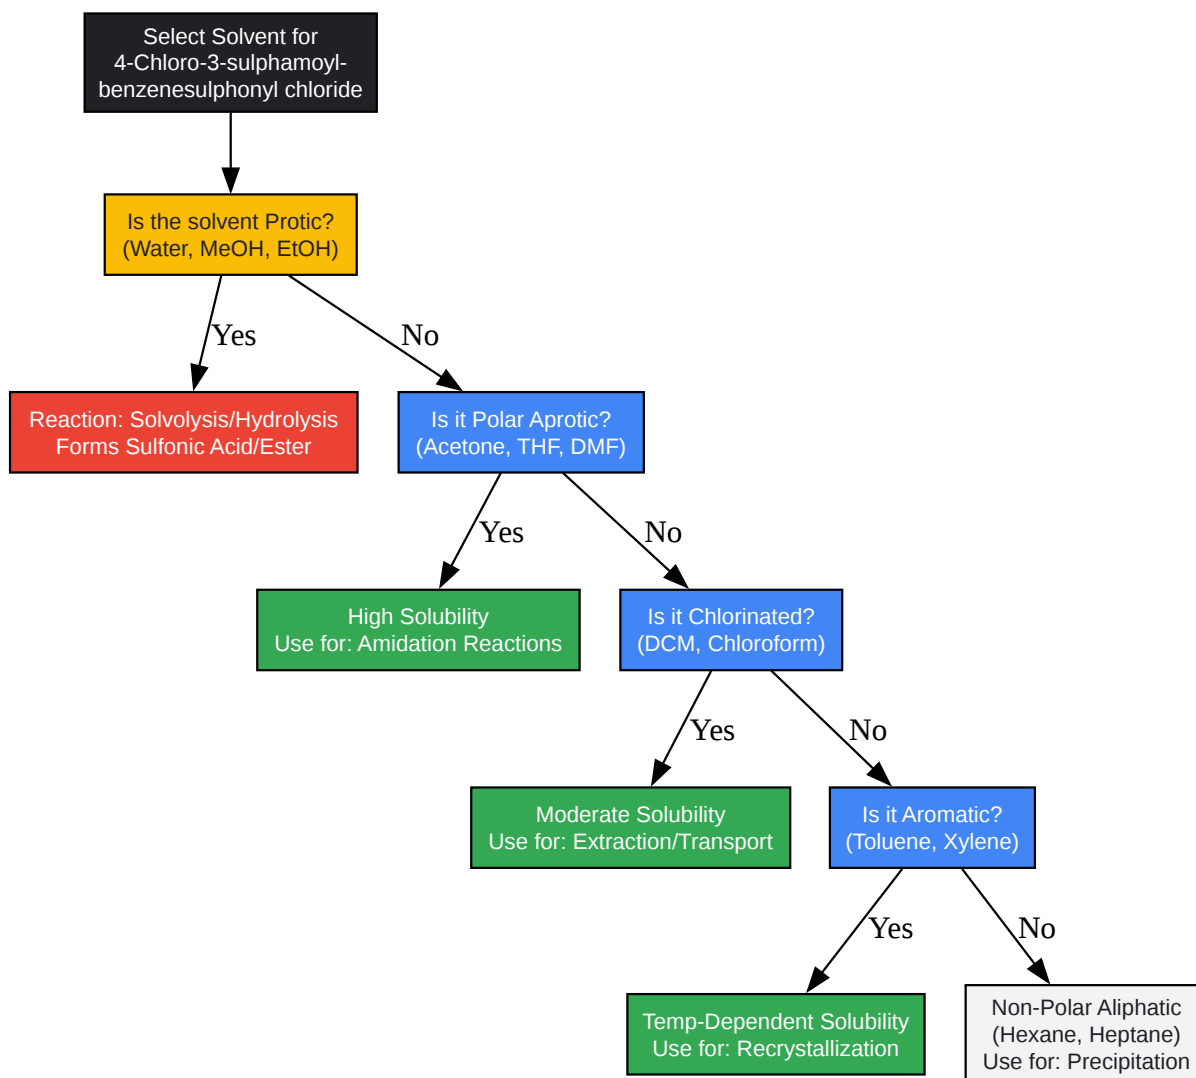 Select Solvent for
4-Chloro-3-sulphamoyl-
benzenesulphonyl chloride
Is the solvent Protic?
(Water, MeOH, EtOH)
Yes
No
Reaction: Solvolysis/Hydrolysis
Forms Sulfonic Acid/Ester
Is it Polar Aprotic?
(Acetone, THF, DMF)
Yes
No
High Solubility
Use for: Amidation Reactions
Is it Chlorinated?
(DCM, Chloroform)
Yes
No
Moderate Solubility
Use for: Extraction/Transport
Is it Aromatic?
(Toluene, Xylene)
Yes
No
Temp-Dependent Solubility
Use for: Recrystallization
Non-Polar Aliphatic
(Hexane, Heptane)
Use for: Precipitation